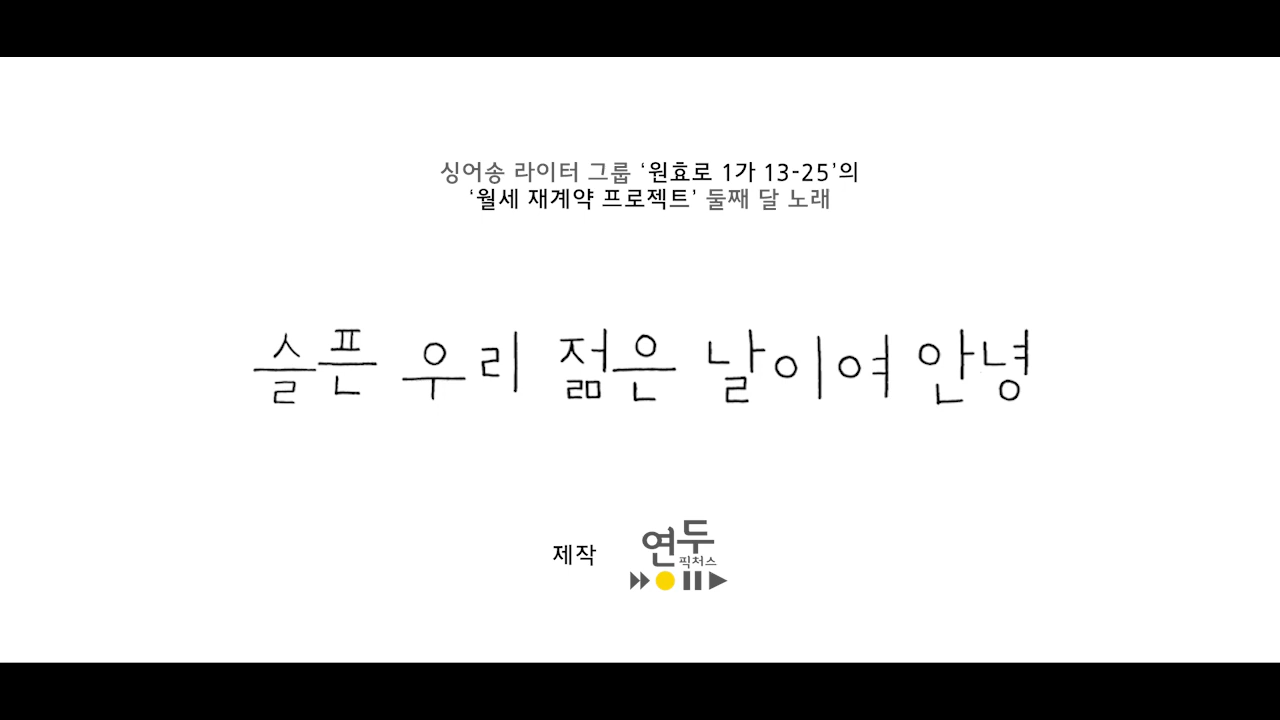 싱어송 라이터 그룹 ‘원효로 1가 13-25’의
‘월세 재계약 프로젝트’ 둘째 달 노래
슬픈 우리 젊은 날이여 안녕
제작
연두
픽처스